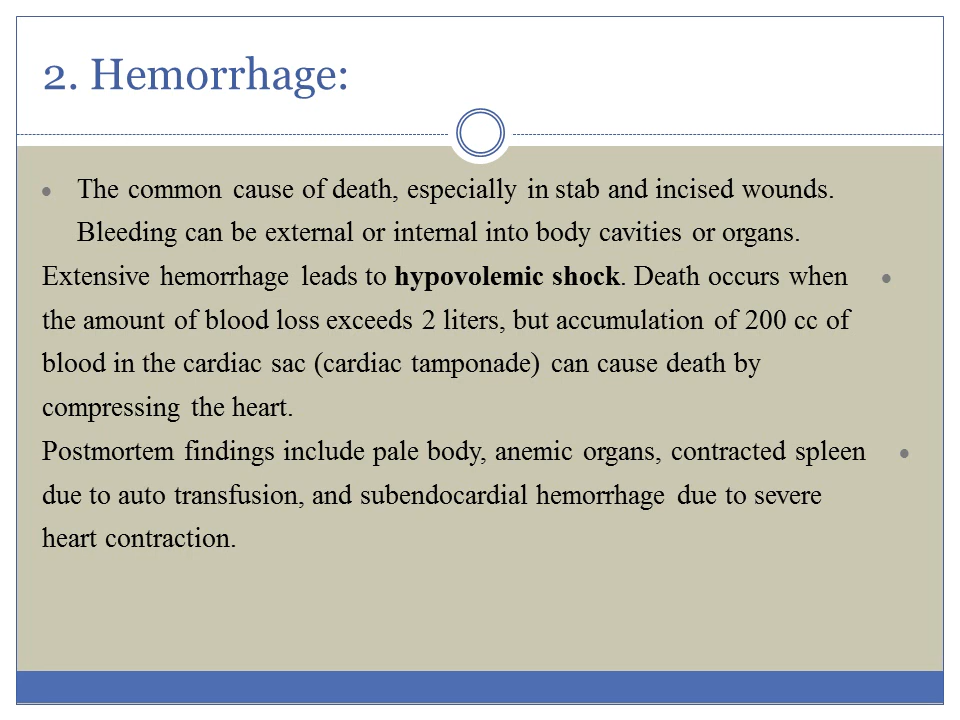 2. Hemorrhage:
• The common cause of death, especially in stab and incised wounds.
Bleeding can be external or internal into body cavities or organs.
Extensive hemorrhage leads to hypovolemic shock. Death occurs when •
the amount of blood loss exceeds 2 liters, but accumulation of 200 cc of
blood in the cardiac sac (cardiac tamponade) can cause death by
compressing the heart.
Postmortem findings include pale body, anemic organs, contracted spleen •
due to auto transfusion, and subendocardial hemorrhage due to severe
heart contraction.